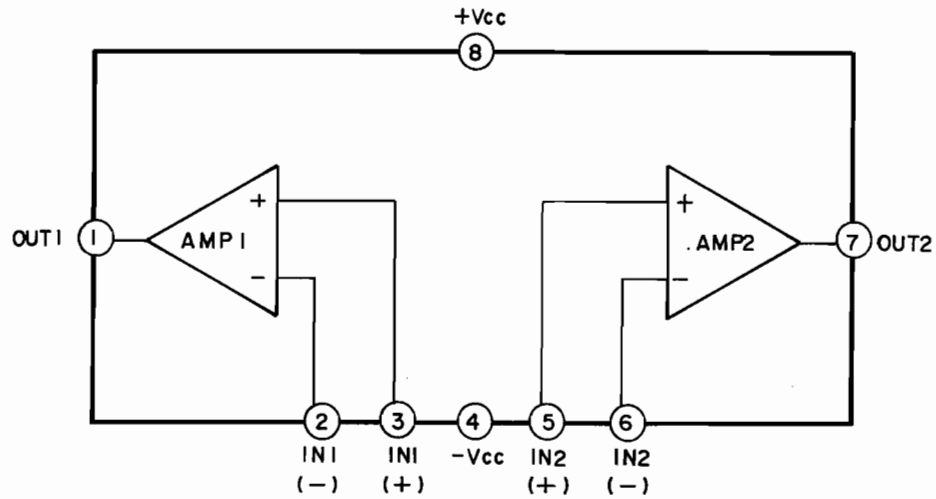 +Vcc
8
+
+
OUT1 1 AMP1 AMP2 7 OUT2
−
−
2 3 4 5 6
IN1 IN1 −Vcc IN2 IN2
(−) (+) (+) (−)